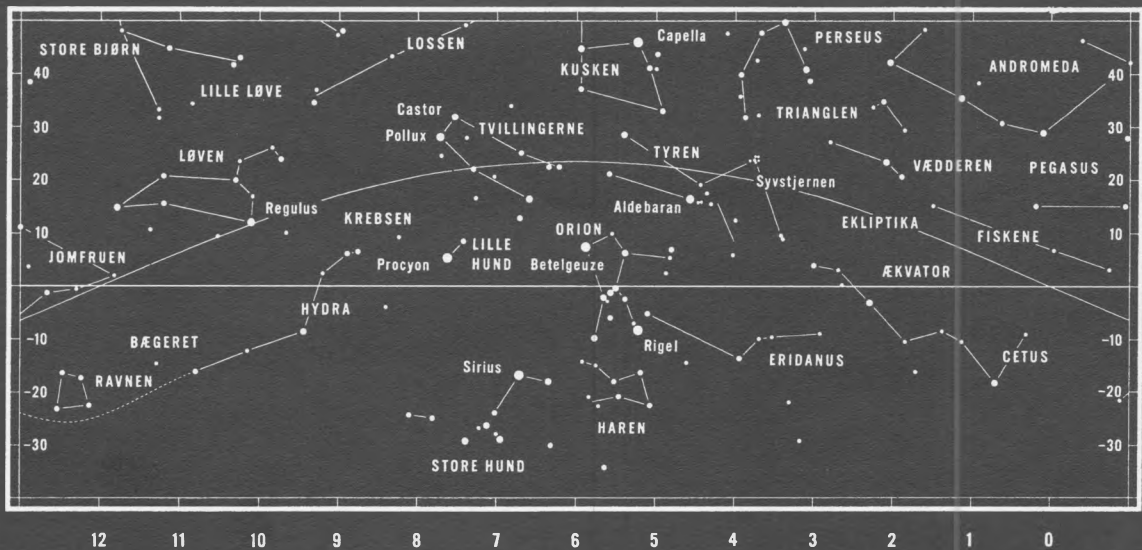 STORE BJØRN
LOSSEN
Capella
PERSEUS
KUSKEN
ANDROMEDA
40
40
LILLE LØVE
Castor
TRIANGLEN
30
Pollux
TVILLINGERNE
30
LØVEN
TYREN
VÆDDEREN
PEGASUS
20
Syvstjernen
20
Regulus
Aldebaran
KREBSEN
EKLIPTIKA
10
ORION
FISKENE
10
JOMFRUEN
Procyon
LILLE
HUND
Betelgeuze
ÆKVATOR
HYDRA
-10
BÆGERET
Rigel
ERIDANUS
CETUS
-10
RAVNEN
Sirius
-20
-20
HAREN
-30
STORE HUND
-30
12 11 10 9 8 7 6 5 4 3 2 1 0